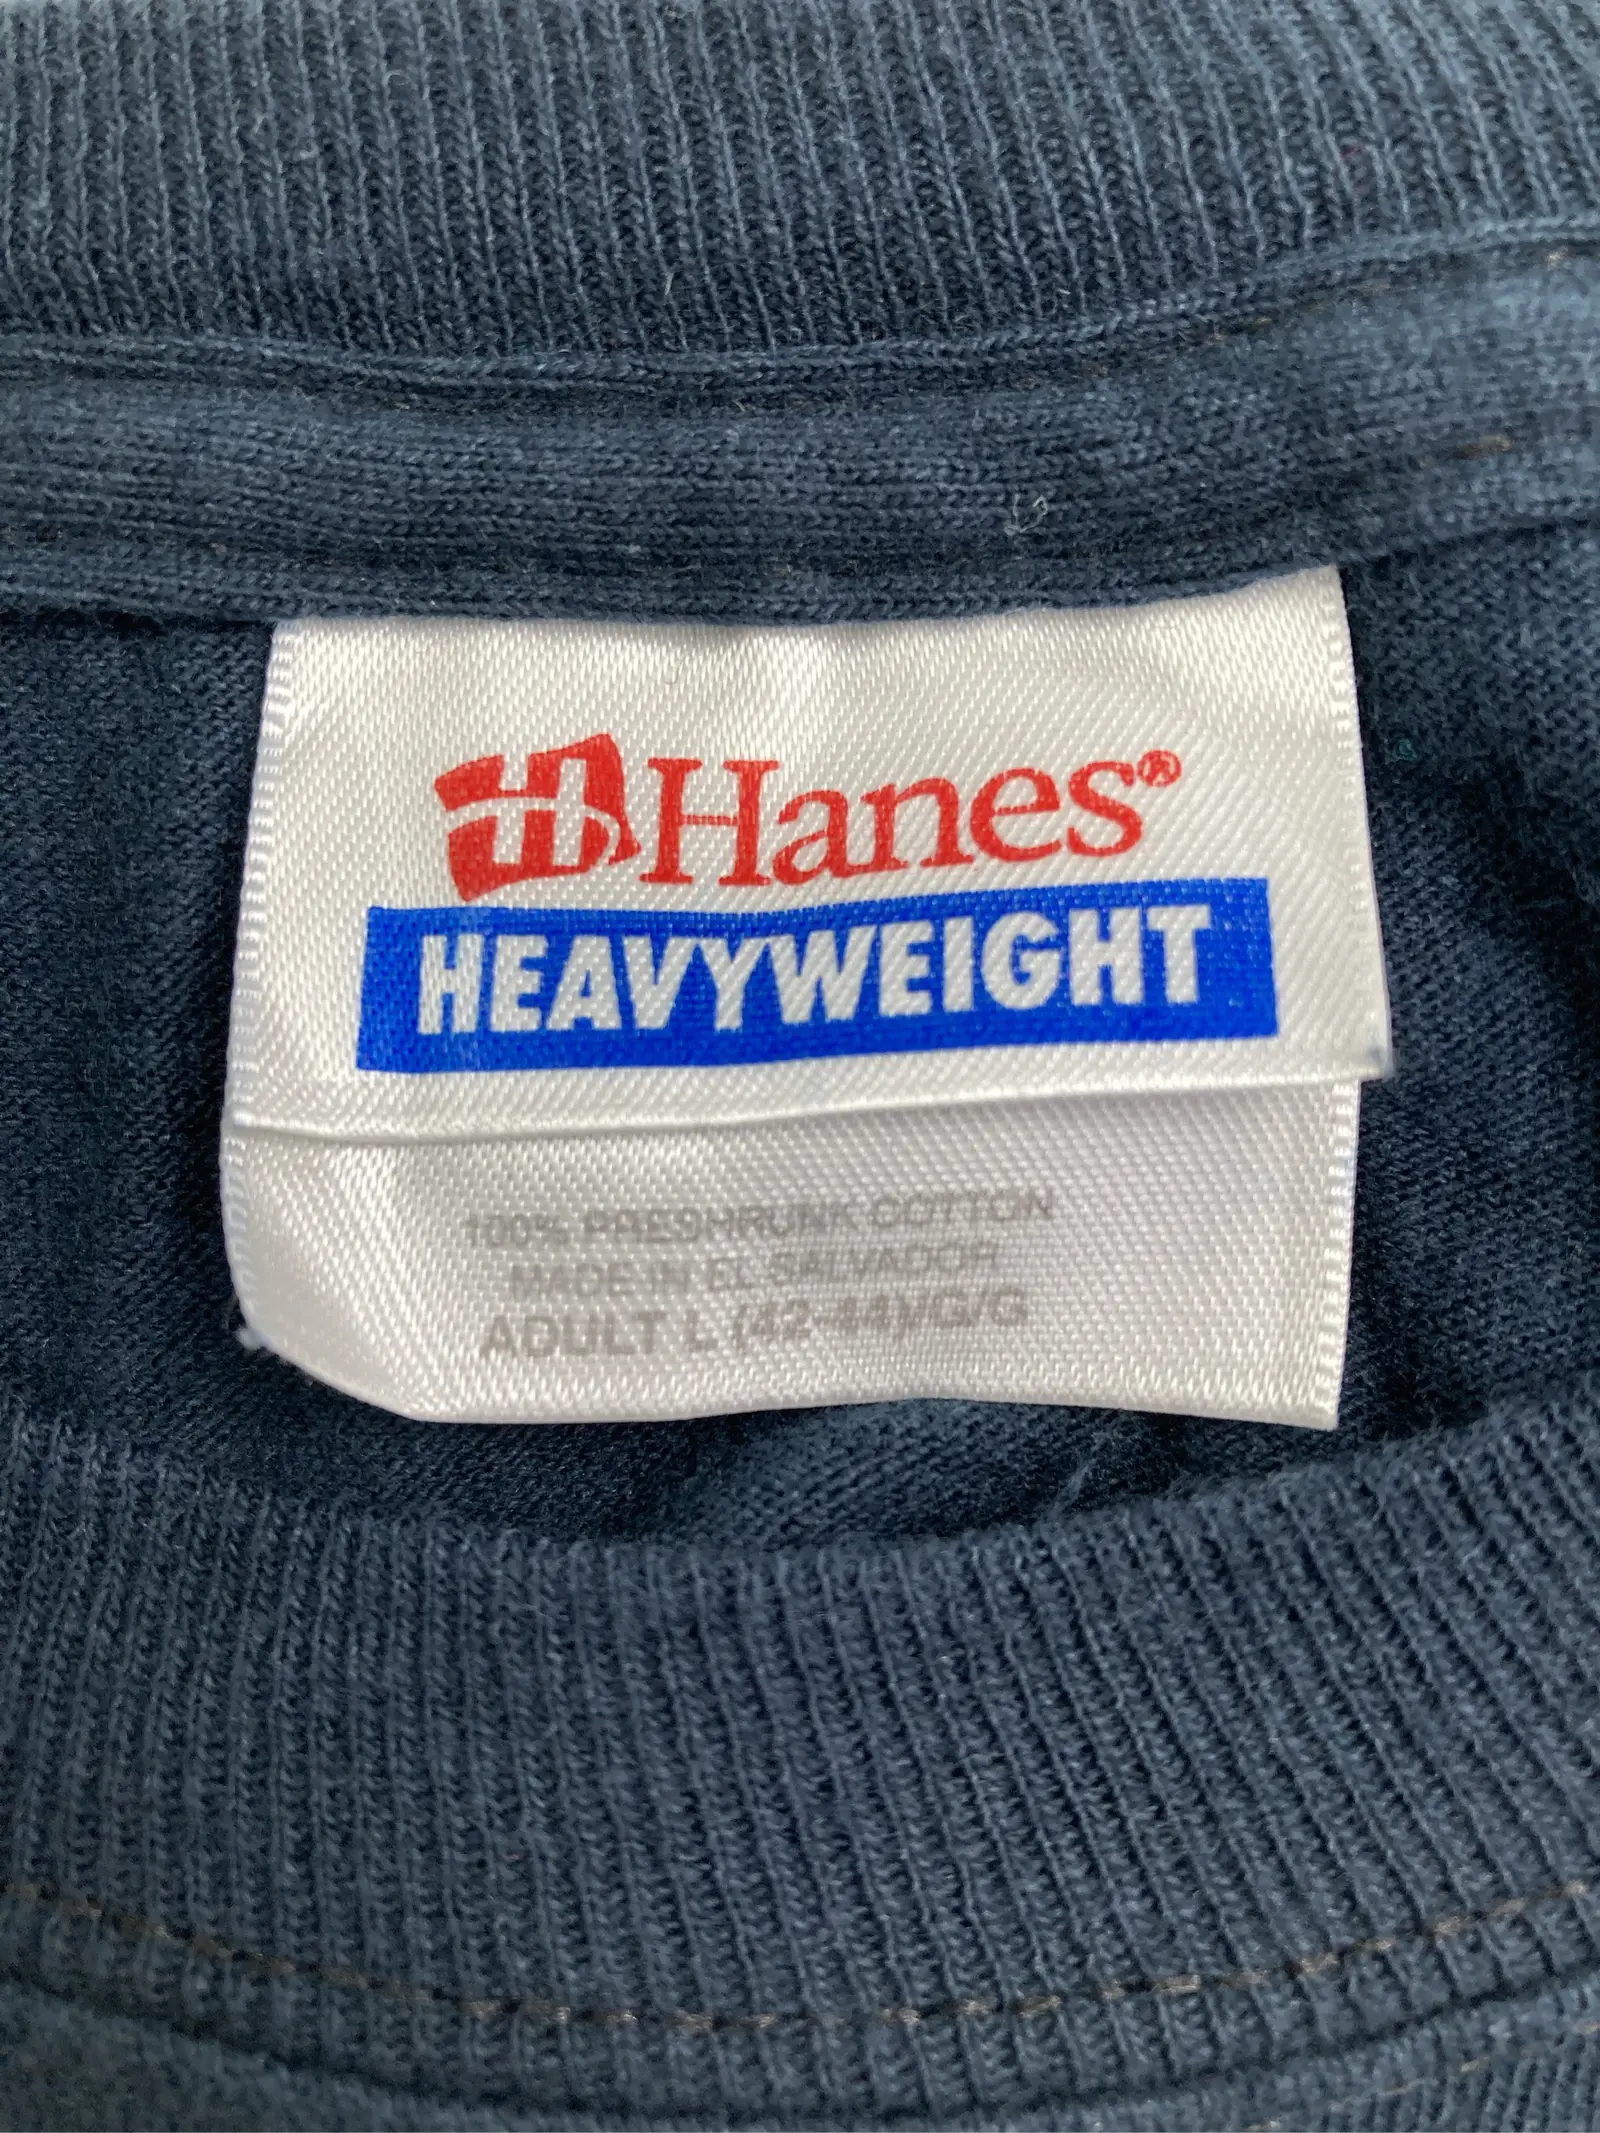 Hanes®
HEAVYWEIGHT
100% PRESHRUNK COTTON
MADE IN EL SALVADOR
ADULT L (42-44)/G/G